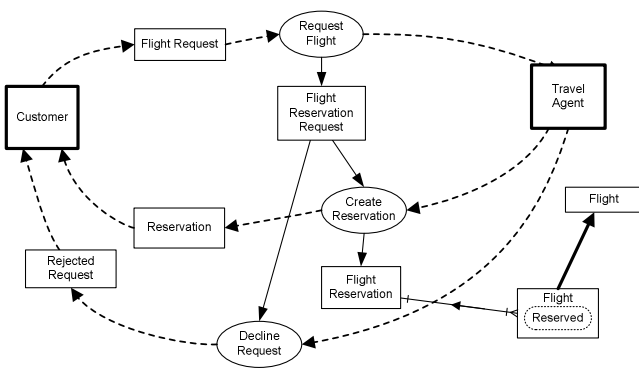 Request
Flight
Flight Request
Travel
Agent
Customer
Flight
Reservation
Request
Create
Reservation
Flight
Reservation
Rejected
Request
Flight
Reservation
Flight
Reserved
Decline
Request